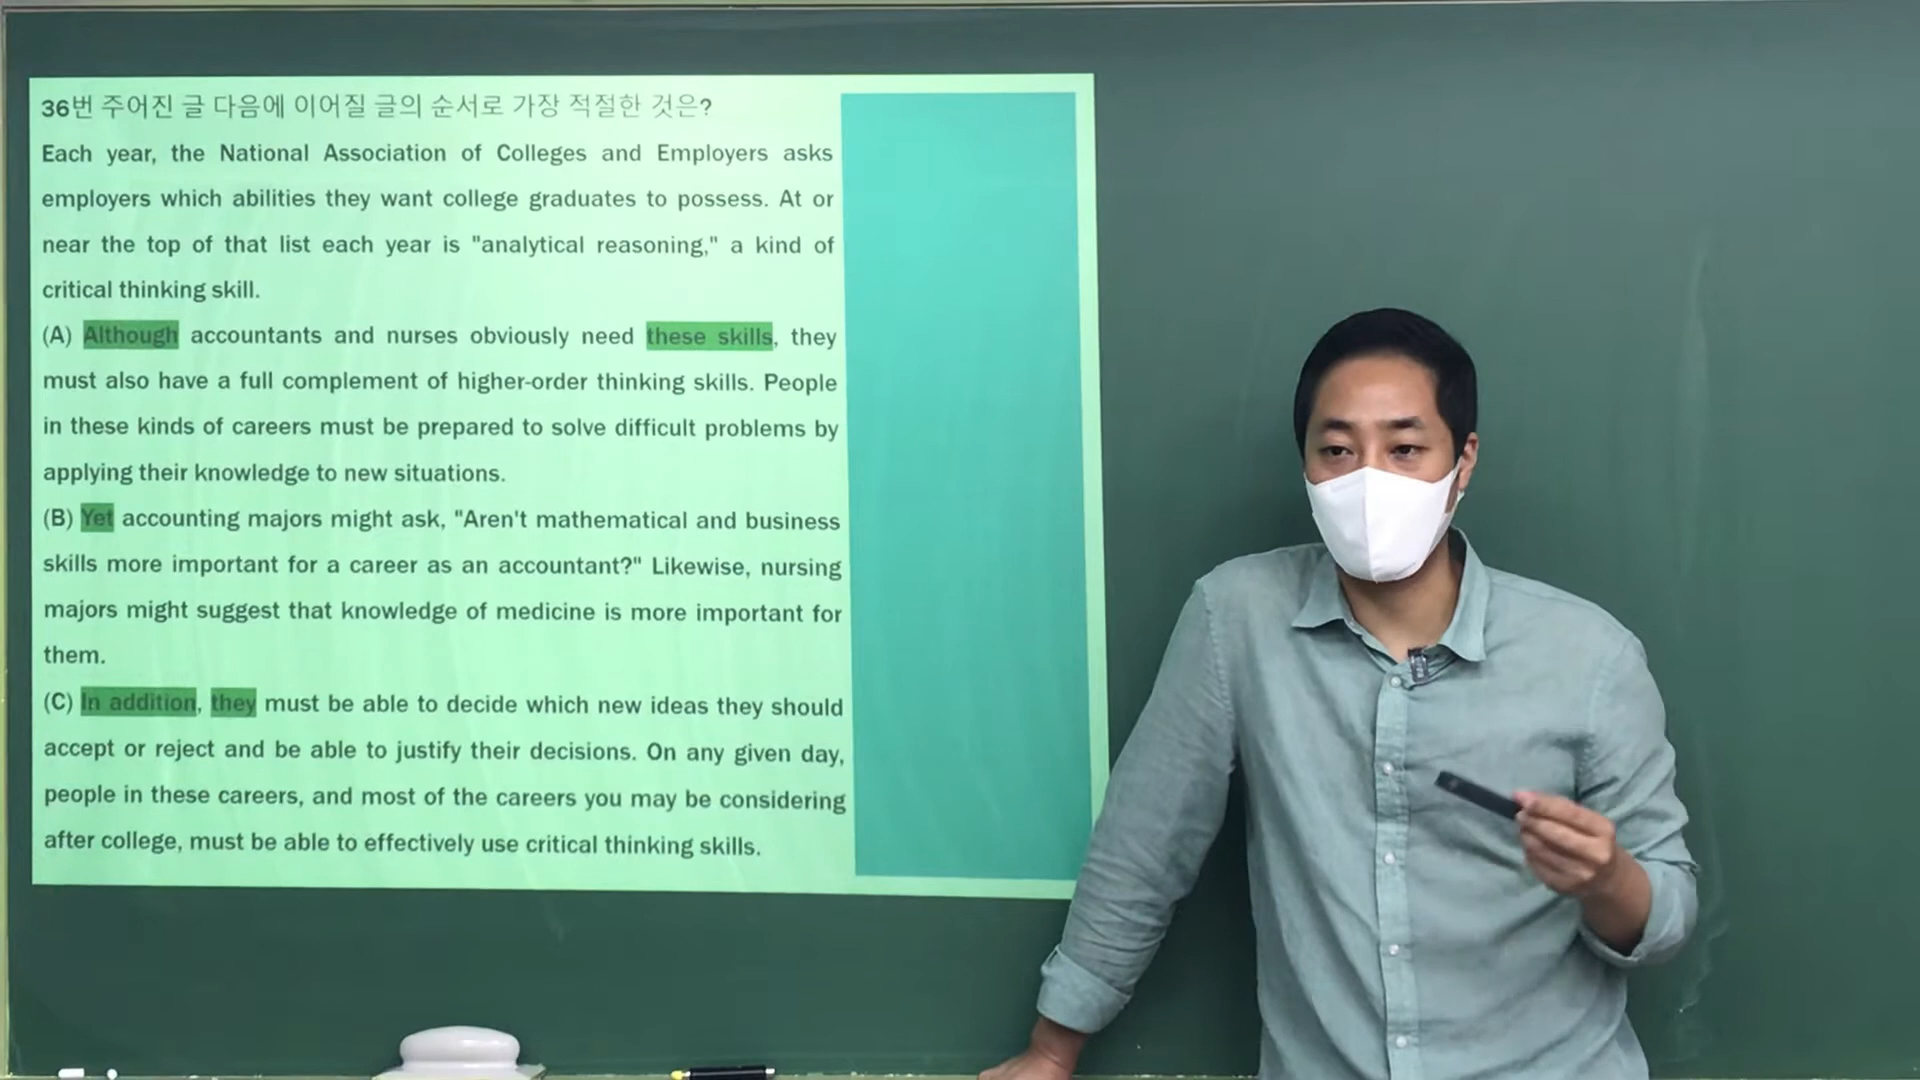 36번 주어진 글 다음에 이어질 글의 순서로 가장 적절한 것은?
Each year, the National Association of Colleges and Employers asks
employers which abilities they want college graduates to possess. At or
near the top of that list each year is "analytical reasoning," a kind of
critical thinking skill.
(A) Although accountants and nurses obviously need these skills, they
must also have a full complement of higher-order thinking skills. People
in these kinds of careers must be prepared to solve difficult problems by
applying their knowledge to new situations.
(B) Yet accounting majors might ask, "Aren't mathematical and business
skills more important for a career as an accountant?" Likewise, nursing
majors might suggest that knowledge of medicine is more important for
them.
(C) In addition, they must be able to decide which new ideas they should
accept or reject and be able to justify their decisions. On any given day,
people in these careers, and most of the careers you may be considering
after college, must be able to effectively use critical thinking skills.